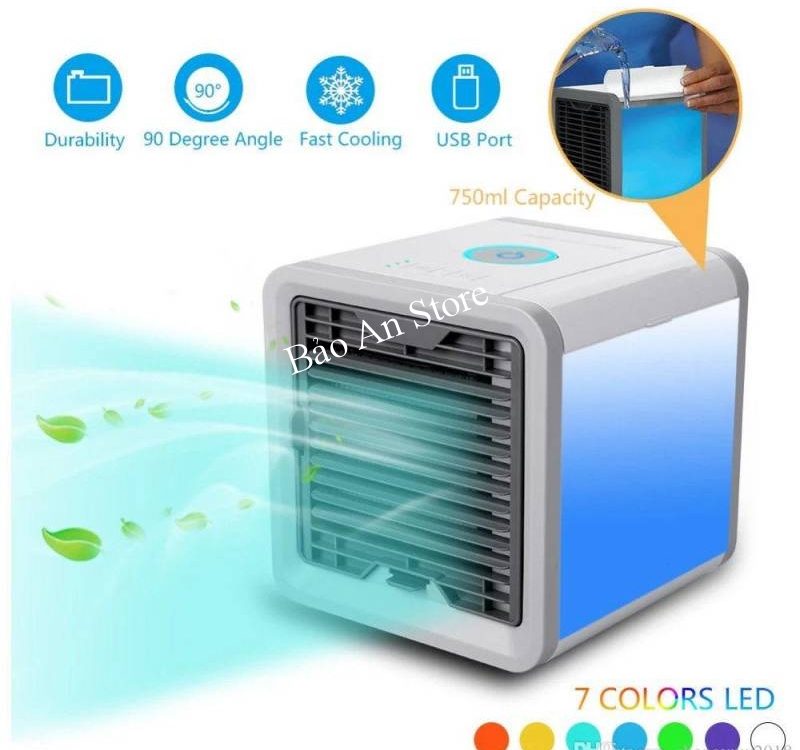 90°
Durability
90 Degree Angle
Fast Cooling
USB Port
750ml Capacity
Bảo An Store
7 COLORS LED